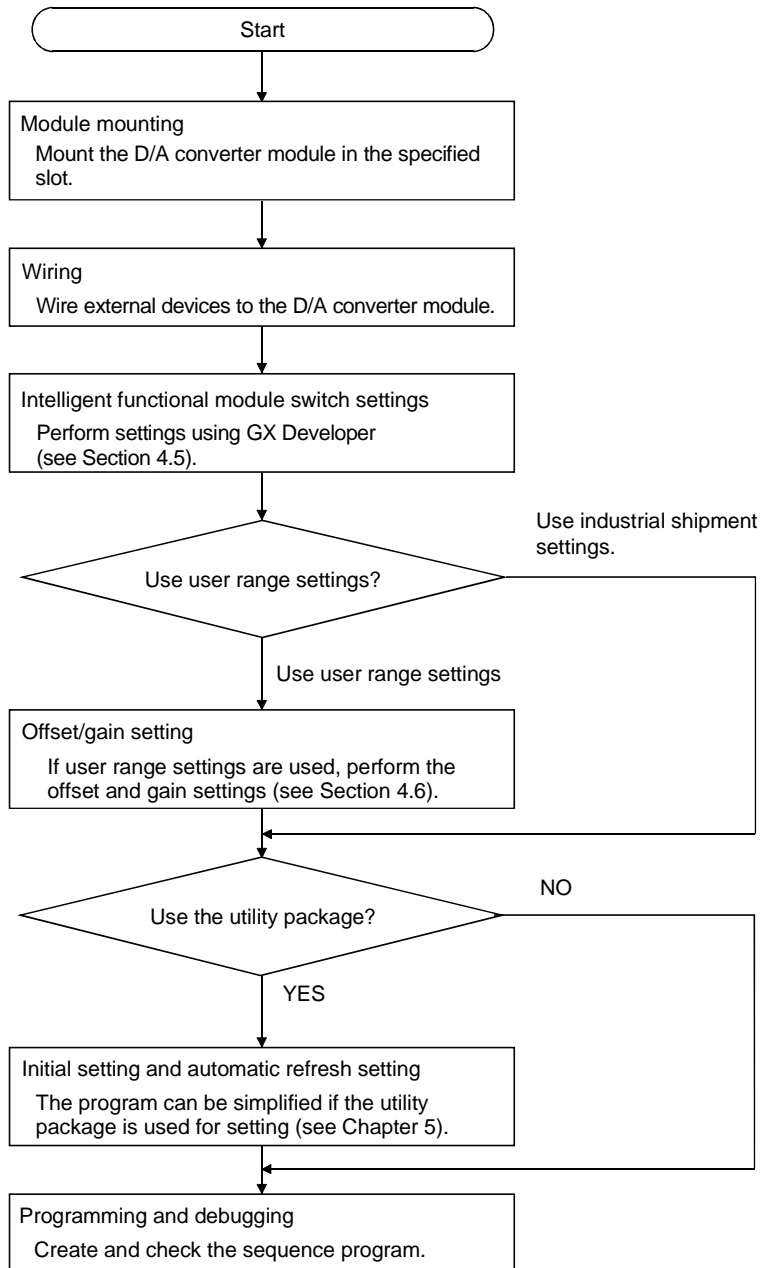 Start
Module mounting
Mount the D/A converter module in the specified
slot.
Wiring
Wire external devices to the D/A converter module.
Intelligent functional module switch settings
Perform settings using GX Developer
(see Section 4.5).
Use industrial shipment
settings.
Use user range settings?
Use user range settings
Offset/gain setting
If user range settings are used, perform the
offset and gain settings (see Section 4.6).
NO
Use the utility package?
YES
Initial setting and automatic refresh setting
The program can be simplified if the utility
package is used for setting (see Chapter 5).
Programming and debugging
Create and check the sequence program.